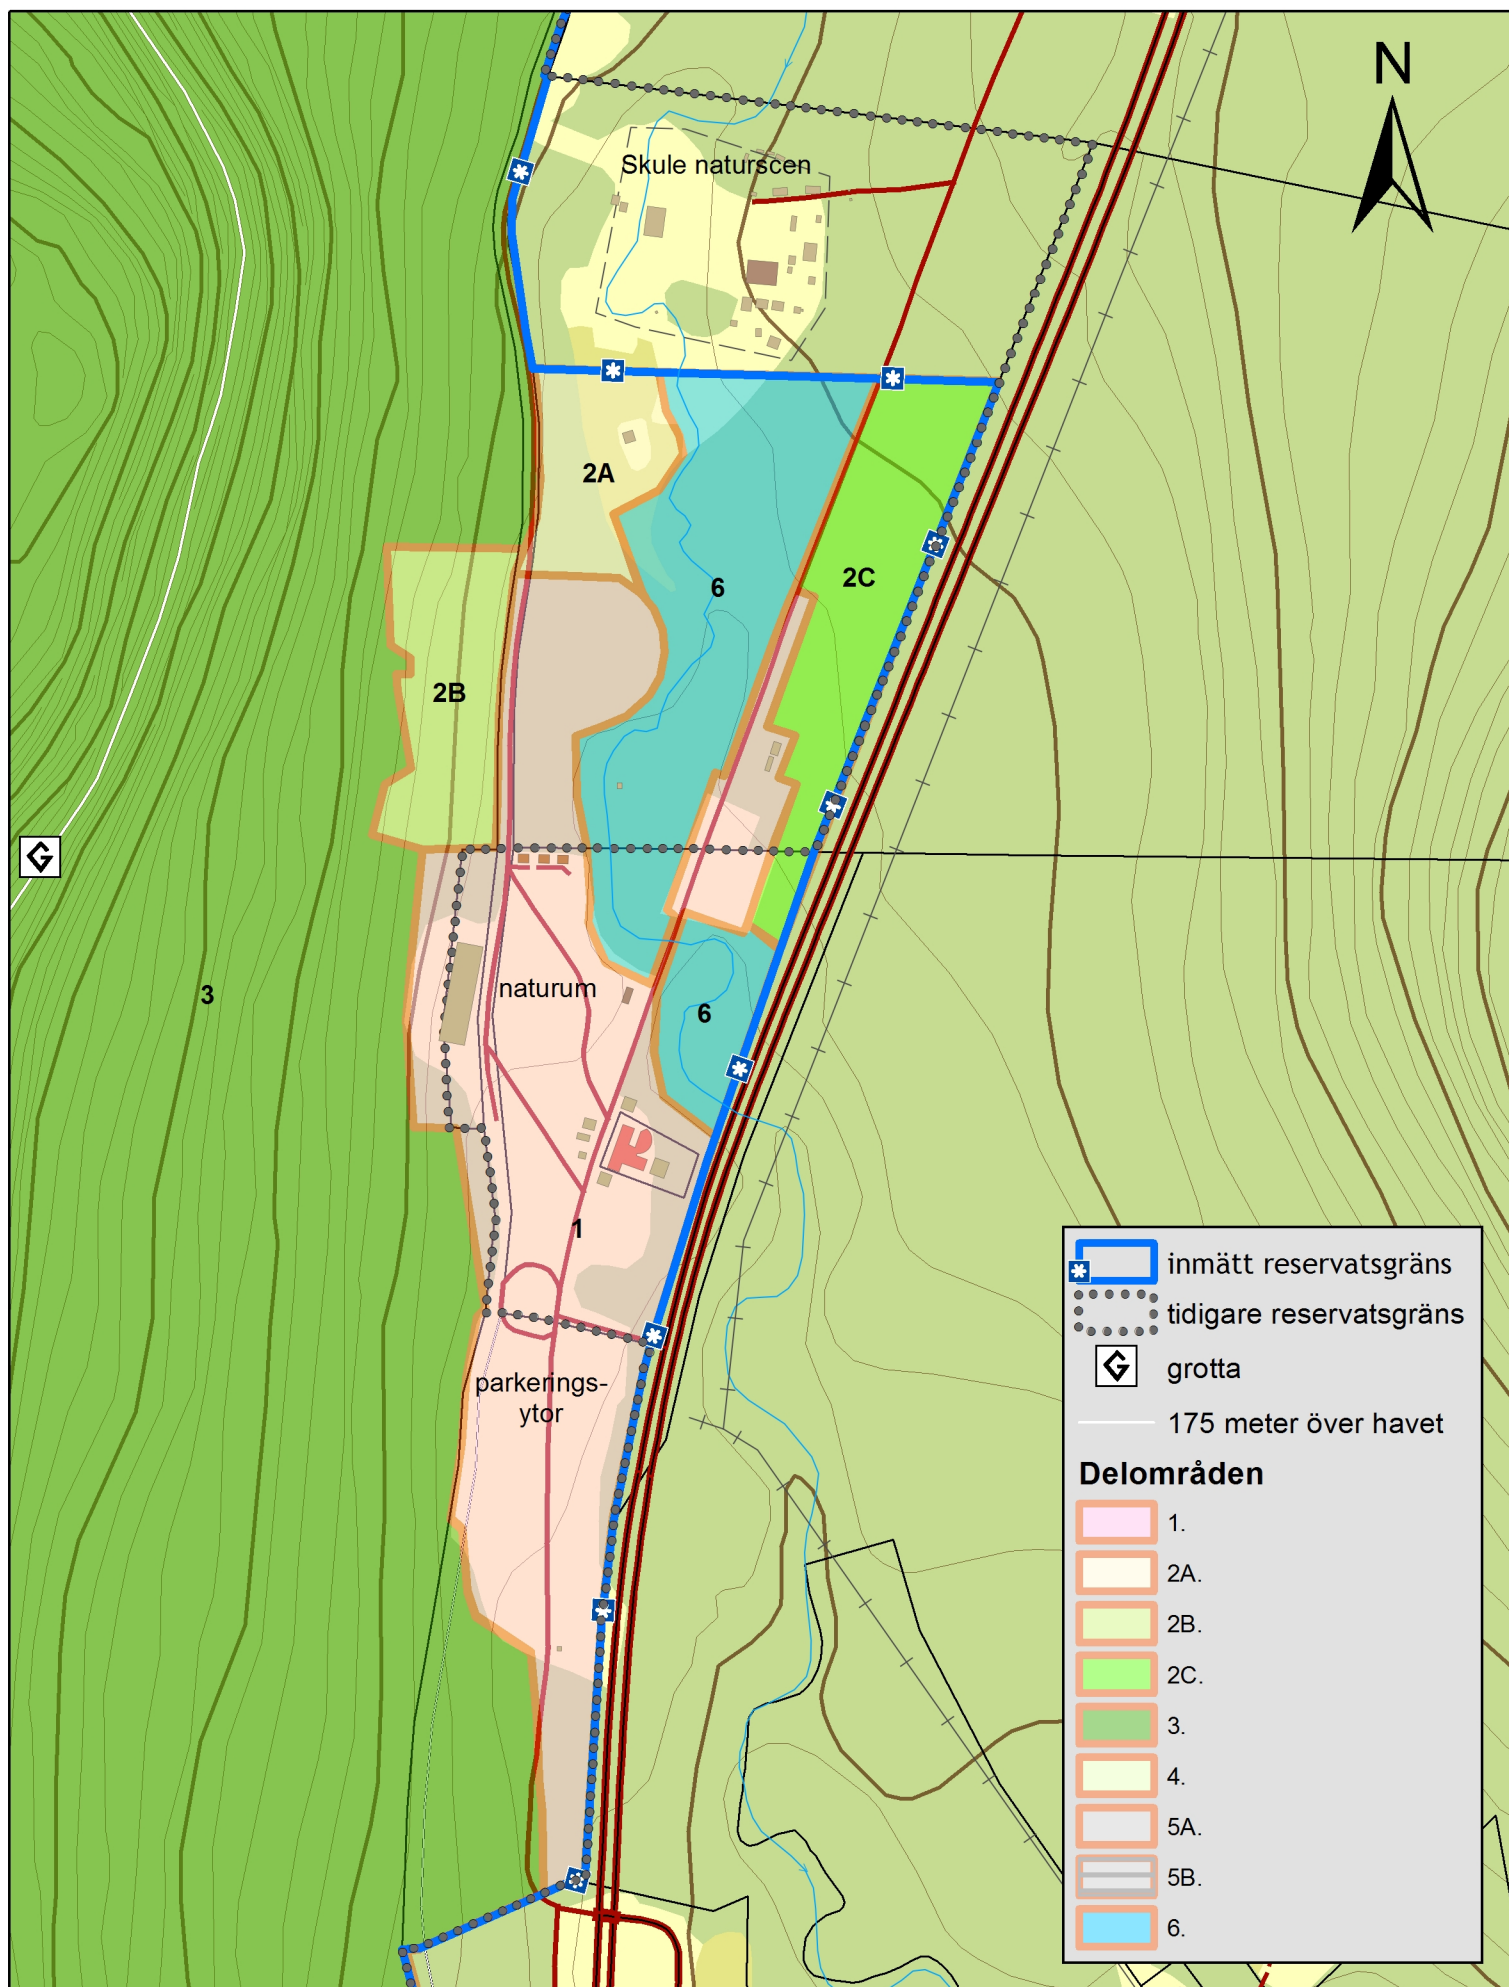 N
Skule naturscen
2A
6
2C
2B
3
naturum
6
1
parkerings-
ytor
inmätt reservatsgräns
tidigare reservatsgräns
G
grotta
175 meter över havet
Delområden
1.
2A.
2B.
2C.
3.
4.
5A.
5B.
6.